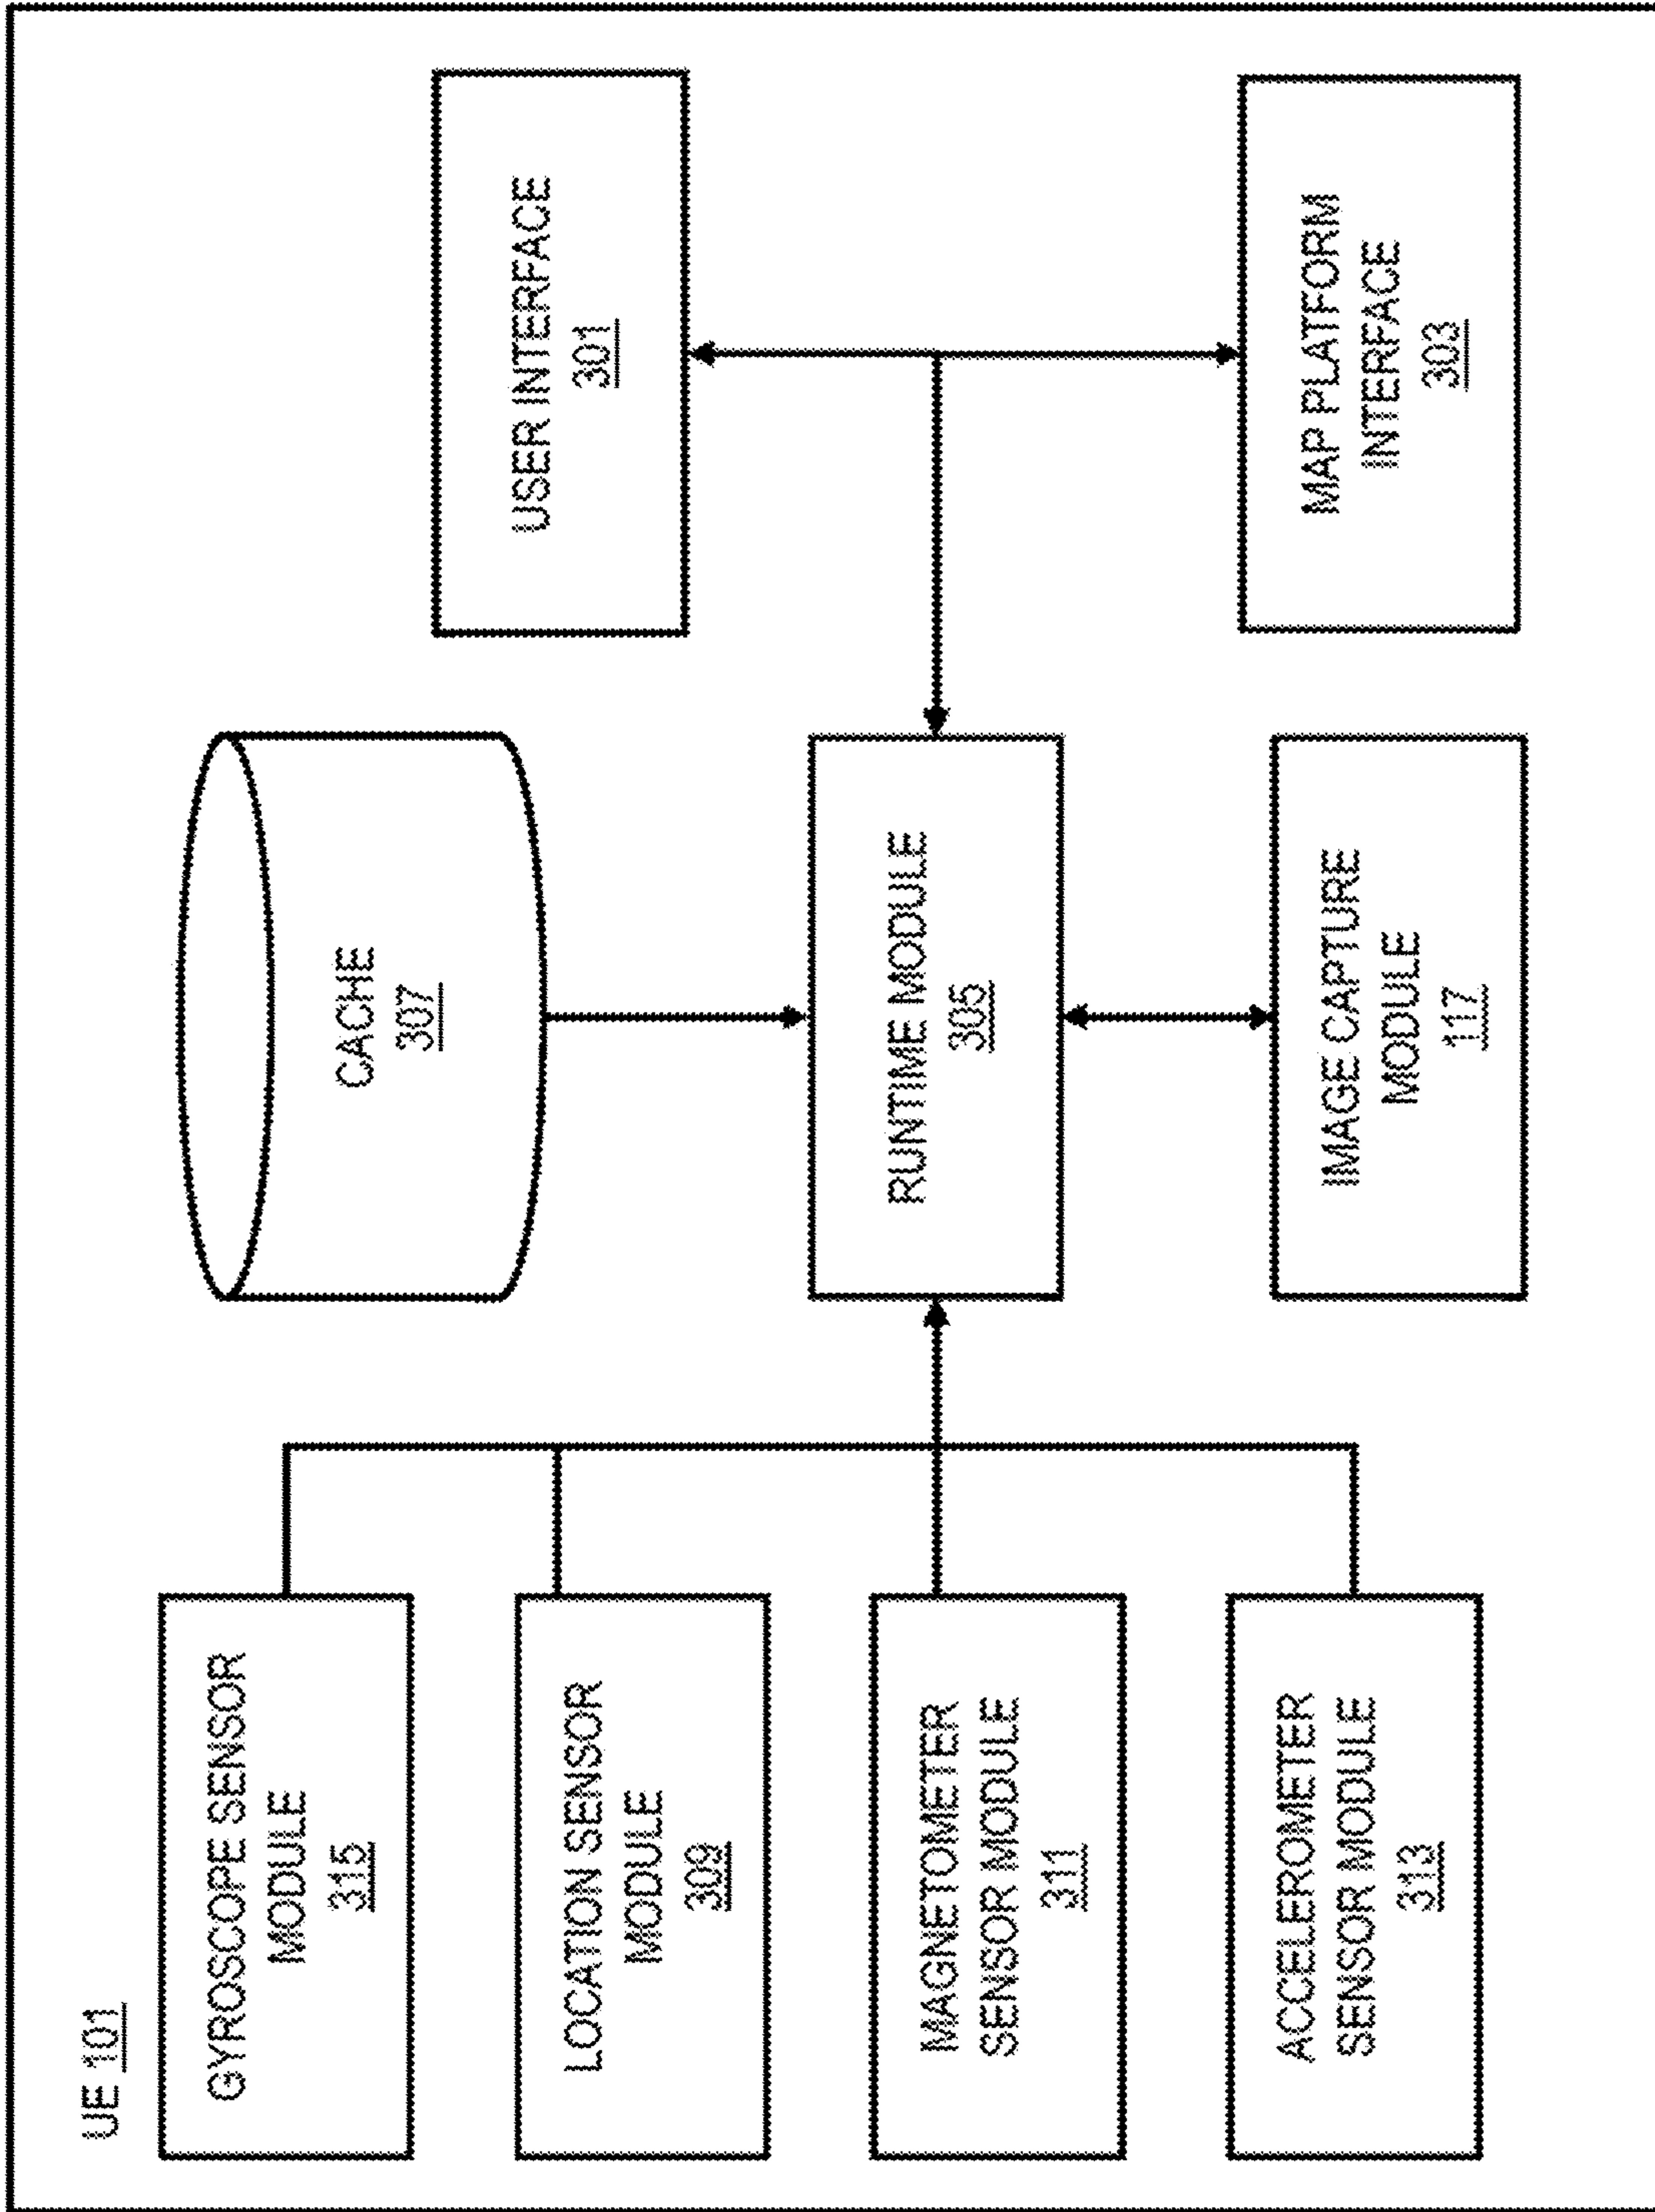 UE 101
GYROSCOPE SENSOR
MODULE
315
LOCATION SENSOR
MODULE
309
MAGNETOMETER
SENSOR MODULE
311
ACCELEROMETER
SENSOR MODULE
313
CACHE
307
RUNTIME MODULE
305
IMAGE CAPTURE
MODULE
117
USER INTERFACE
301
MAP PLATFORM
INTERFACE
303